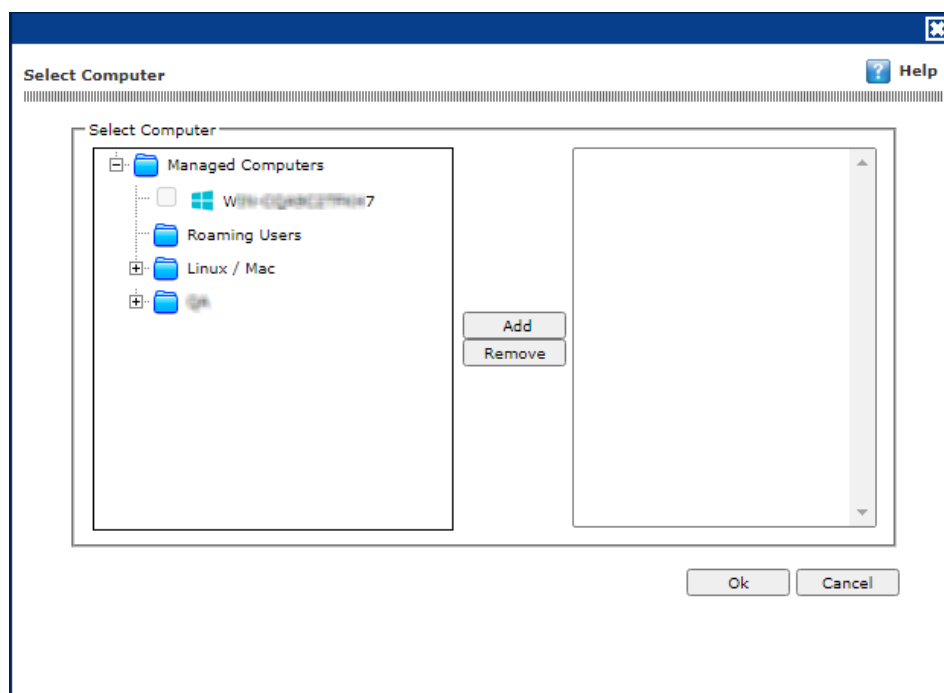 Select Computer
Help
Select Computer
Managed Computers
Roaming Users
Linux / Mac
Add
Remove
Ok
Cancel